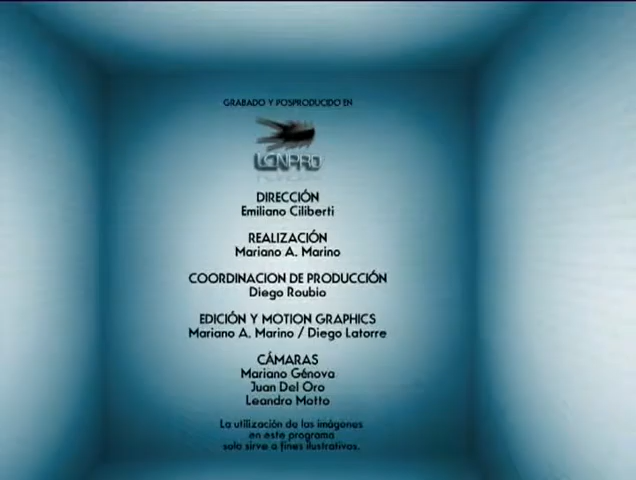 GRABADO Y POSPRODUCIDO EN
LONPRO
DIRECCIÓN
Emiliano Ciliberti
REALIZACIÓN
Mariano A. Marino
COORDINACION DE PRODUCCIÓN
Diego Roubio
EDICIÓN Y MOTION GRAPHICS
Mariano A. Marino / Diego Latorre
CÁMARAS
Mariano Génova
Juan Del Oro
Leandro Motto
La utilización de las imágenes
en este programa
solo sirve a fines ilustrativos.